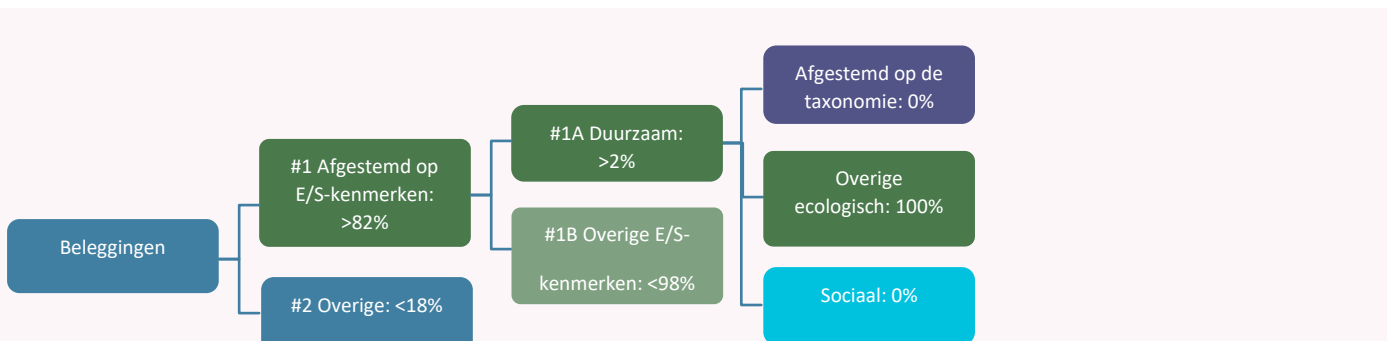 Beleggingen
#1 Afgestemd op
E/S-kenmerken:
>82%
#2 Overige: <18%
#1A Duurzaam:
>2%
#1B Overige E/S-
kenmerken: <98%
Afgestemd op de
taxonomie: 0%
Overige
ecologisch: 100%
Sociaal: 0%